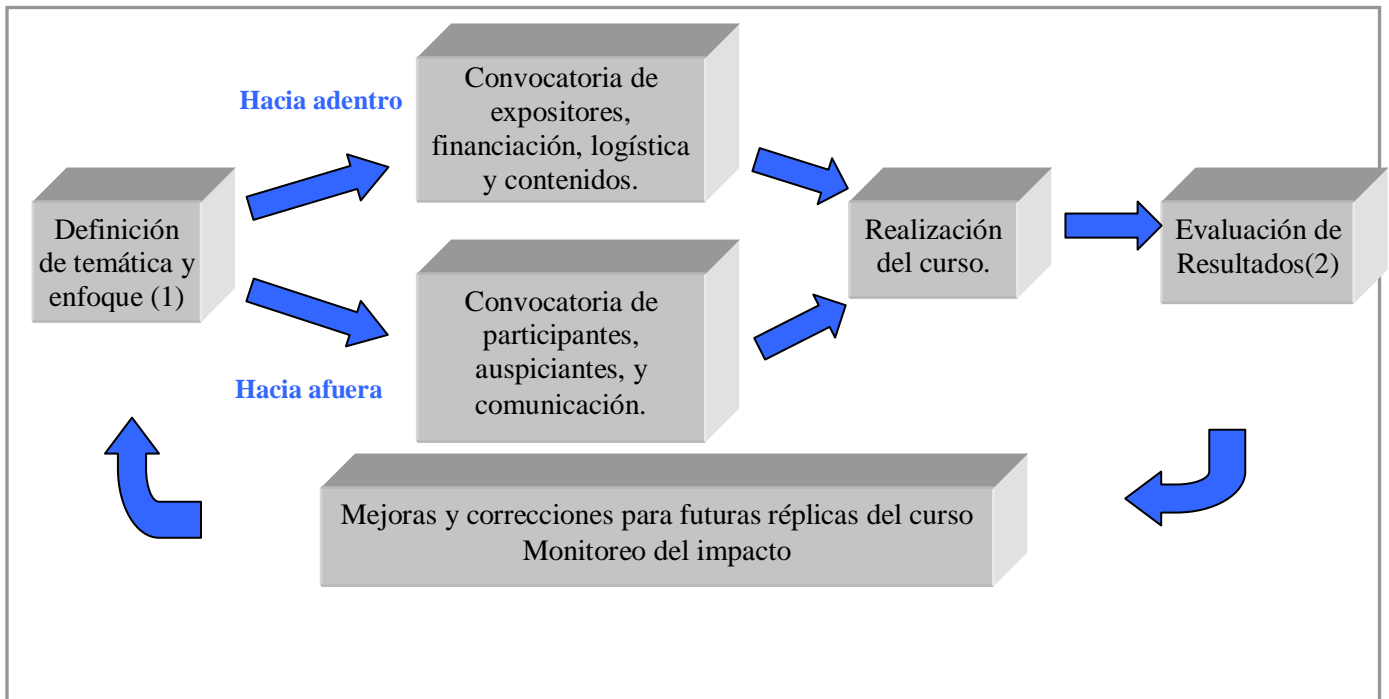 Hacia adentro
Convocatoria de
expositores,
financiación, logística
y contenidos.
Definición
de temática y
enfoque (1)
Hacia afuera
Convocatoria de
participantes,
auspiciantes, y
comunicación.
Realización
del curso.
Evaluación de
Resultados(2)
Mejoras y correcciones para futuras réplicas del curso
Monitoreo del impacto